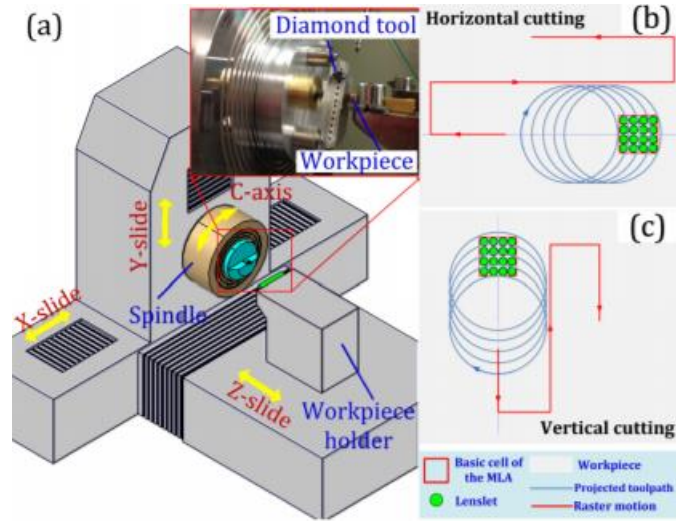 (a)
Diamond tool
Workpiece
C-axis
Y-slide
X-slide
Spindle
Z-slide
Workpiece
holder
Horizontal cutting
(b)
(c)
Vertical cutting
Basic cell of
the MLA
Workpiece
Projected toolpath
Lenslet
Raster motion